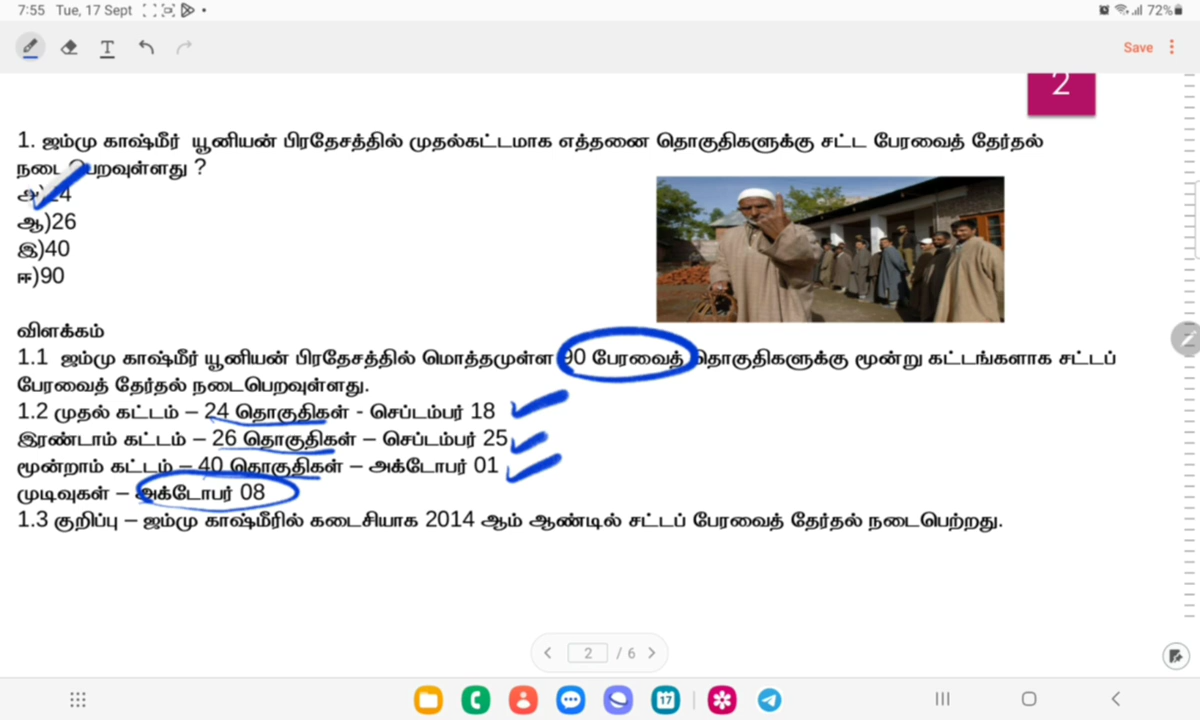 7:55 Tue, 17 Sept
72%
Save
2
1. ஜம்மு காஷ்மீர் யூனியன் பிரதேசத்தில் முதல்கட்டமாக எத்தனை தொகுதிகளுக்கு சட்ட பேரவைத் தேர்தல்
நடைபெறவுள்ளது ?
அ)24
ஆ)26
இ)40
ஈ)90
விளக்கம்
1.1 ஜம்மு காஷ்மீர் யூனியன் பிரதேசத்தில் மொத்தமுள்ள 90 பேரவைத் தொகுதிகளுக்கு மூன்று கட்டங்களாக சட்டப்
பேரவைத் தேர்தல் நடைபெறவுள்ளது.
1.2 முதல் கட்டம் – 24 தொகுதிகள் - செப்டம்பர் 18
இரண்டாம் கட்டம் – 26 தொகுதிகள் – செப்டம்பர் 25
மூன்றாம் கட்டம் – 40 தொகுதிகள் – அக்டோபர் 01
முடிவுகள் – அக்டோபர் 08
1.3 குறிப்பு – ஜம்மு காஷ்மீரில் கடைசியாக 2014 ஆம் ஆண்டில் சட்டப் பேரவைத் தேர்தல் நடைபெற்றது.
2 / 6
17